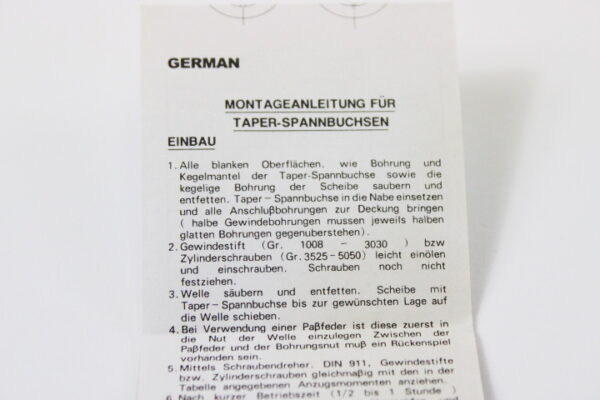 GERMAN
MONTAGEANLEITUNG FÜR
TAPER-SPANNBUCHSEN
EINBAU
1. Alle blanken Oberflächen, wie Bohrung und
Kegelmantel der Taper-Spannbuchse sowie die
kegelige Bohrung der Scheibe saubern und
entfetten. Taper – Spannbuchse in die Nabe einsetzen
und alle Anschlußbohrungen zur Deckung bringen
( halbe Gewindebohrungen mussen jeweils halben
glatten Bohrungen gegenuberstehen).
2. Gewindestift (Gr. 1008 – 3030 ) bzw
Zylinderschrauben (Gr. 3525-5050) leicht einölen
und einschrauben. Schrauben noch nicht
festziehen.
3. Welle säubern und entfetten. Scheibe mit
Taper – Spannbuchse bis zur gewünschten Lage auf
die Welle schieben.
4. Bei Verwendung einer Paßfeder ist diese zuerst in
die Nut der Welle einzulegen Zwischen der
Paßfeder und der Bohrungsnut muß ein Rückenspiel
vorhanden sein.
5. Mittels Schraubendreher, DIN 911, Gewindestifte
bzw. Zylinderschrauben gleichmaßig mit den in der
Tabelle angegebenen Anzugsmomenten anziehen.
6. Nach kurzer Betriebszeit (1/2 bis 1 Stunde )